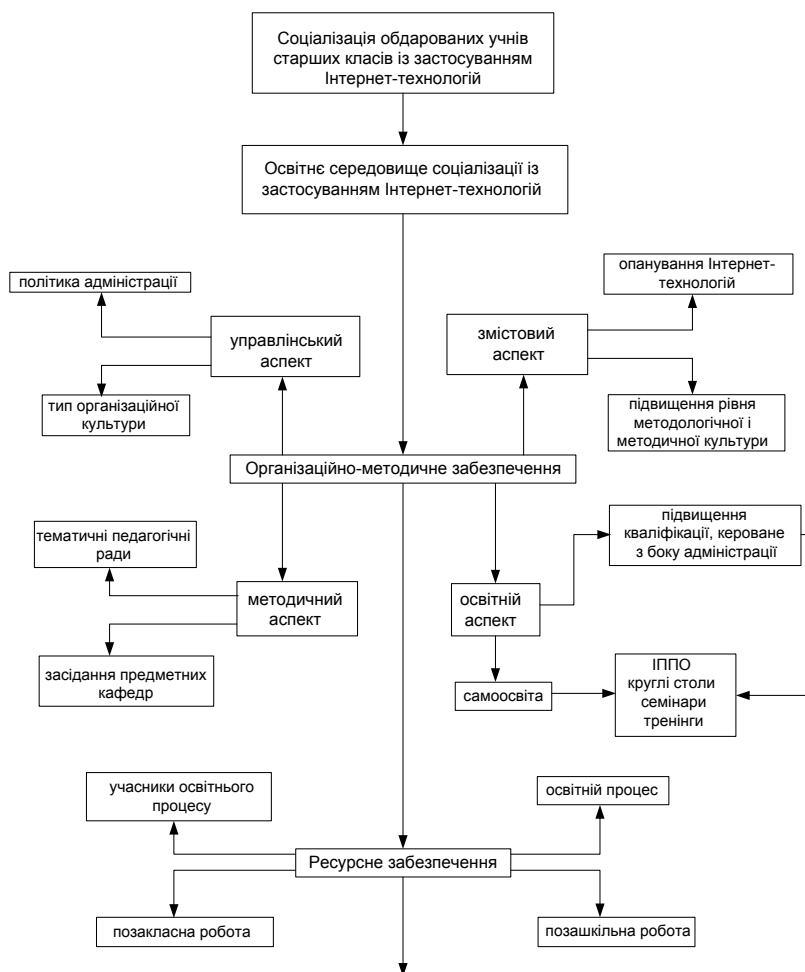 Соціалізація обдарованих учнів
старших класів із застосуванням
Інтернет-технологій
Освітнє середовище соціалізації із
застосуванням Інтернет-технологій
політика адміністрації
управлінський
аспект
тип організаційної
культури
опанування Інтернет-
технологій
змістовий
аспект
підвищення рівня
методологічної і
методичної культури
Організаційно-методичне забезпечення
тематичні педагогічні
ради
методичний
аспект
засідання предметних
кафедр
підвищення
кваліфікації, кероване
з боку адміністрації
освітній
аспект
самоосвіта
ІППО
круглі столи
семінари
тренінги
учасники освітнього
процесу
освітній процес
Ресурсне забезпечення
позакласна робота
позашкільна робота